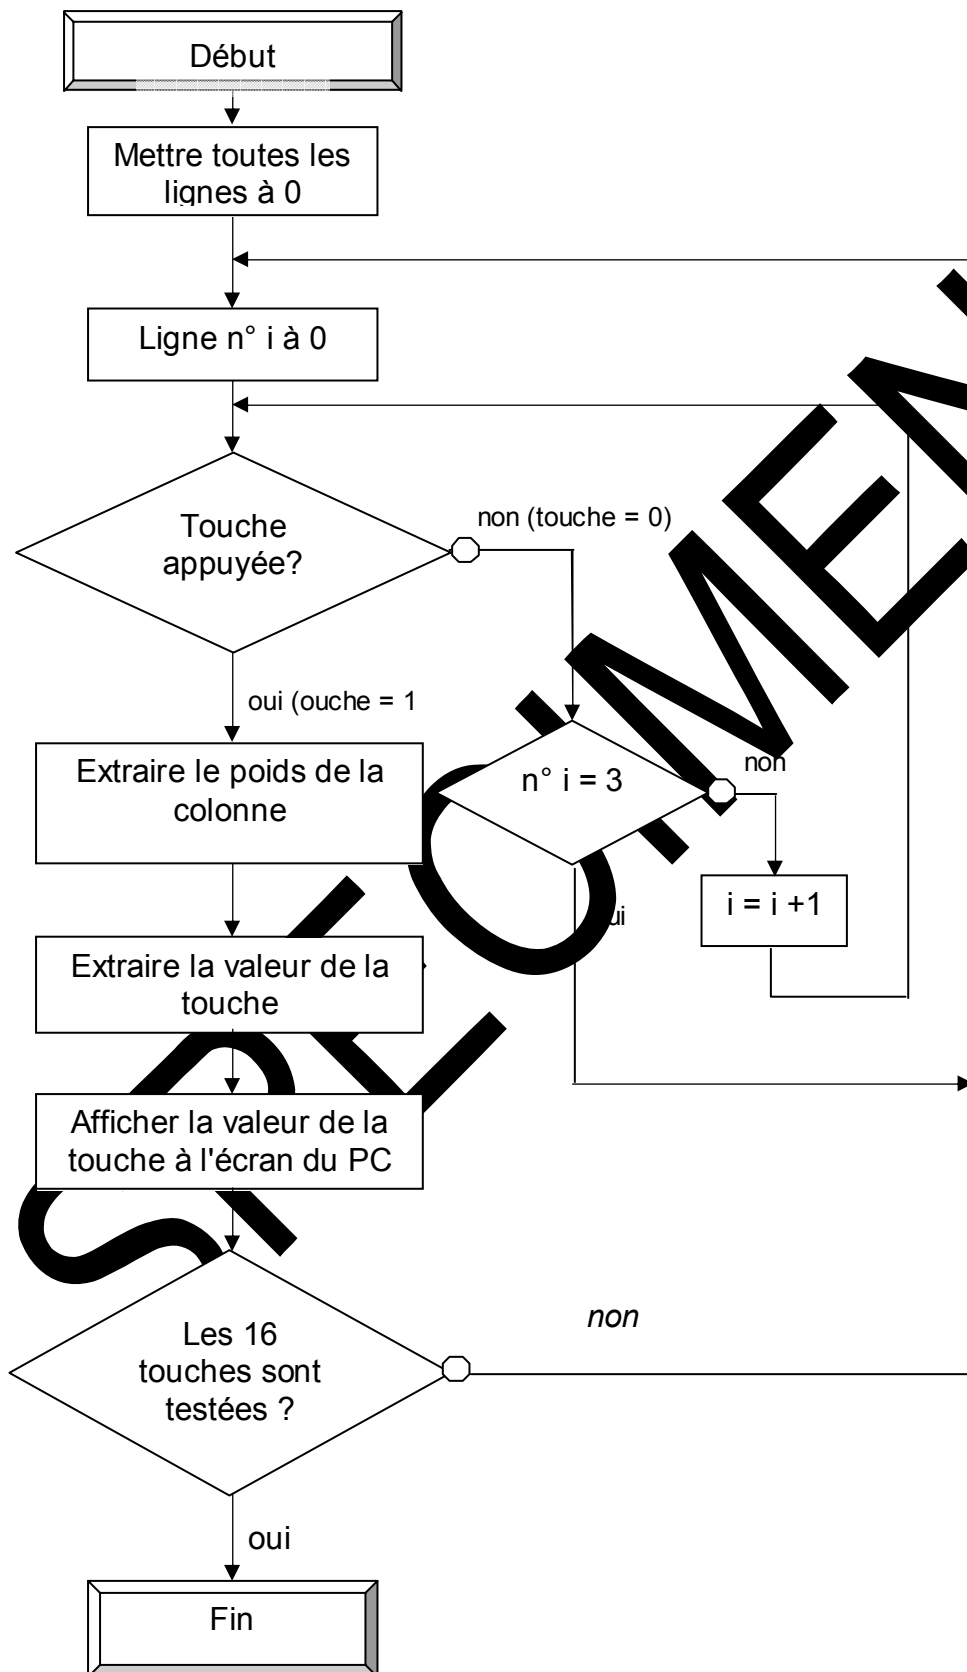 Début
Mettre toutes les
lignes à 0
Ligne n° i à 0
Touche
appuyée?
non (touche = 0)
oui (ouche = 1
Extraire le poids de la
colonne
n° i = 3
non
i = i +1
ui
Extraire la valeur de la
touche
Afficher la valeur de la
touche à l'écran du PC
Les 16
touches sont
testées ?
non
oui
Fin
SPECIMEN